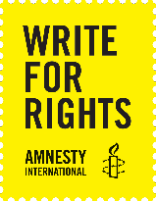 WRITE
FOR
RIGHTS
AMNESTY
INTERNATIONAL